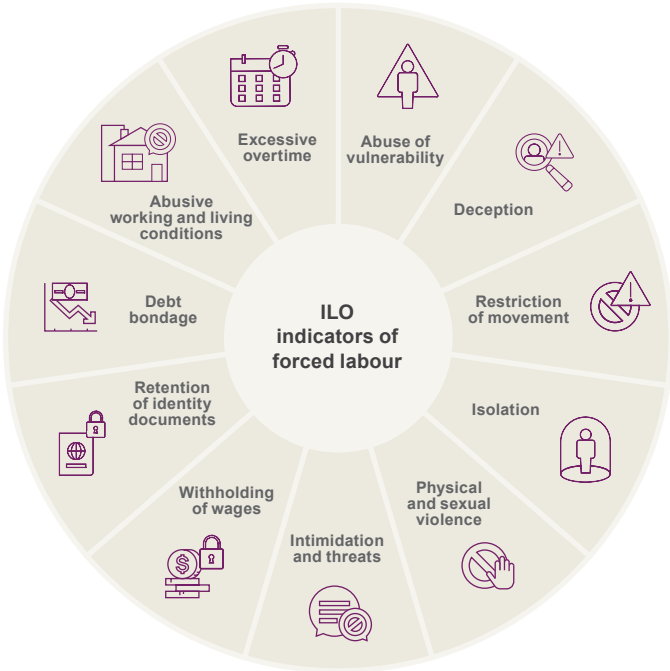 ILO
indicators of
forced labour
Abuse of
vulnerability
Deception
Restriction
of movement
Isolation
Physical
and sexual
violence
Intimidation
and threats
Withholding
of wages
$
Retention
of identity
documents
Debt
bondage
Abusive
working and living
conditions
Excessive
overtime